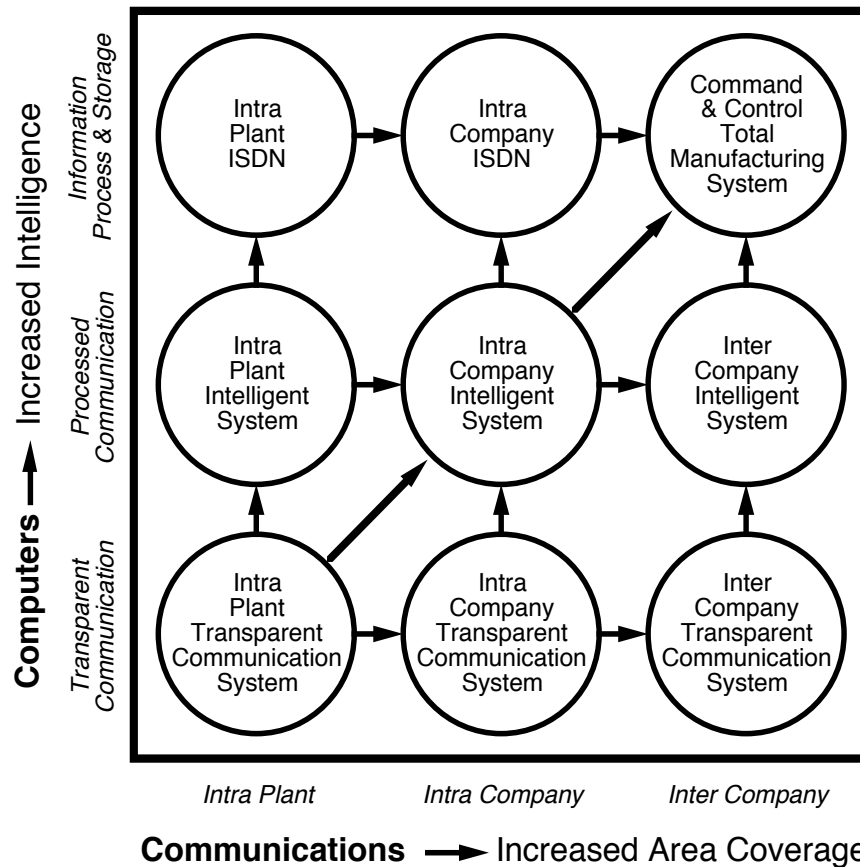 Computers → Increased Intelligence
Information
Process & Storage
Processed
Communication
Transparent
Communication
Intra
Plant
ISDN
Intra
Company
ISDN
Command
& Control
Total
Manufacturing
System
Intra
Plant
Intelligent
System
Intra
Company
Intelligent
System
Inter
Company
Intelligent
System
Intra
Plant
Transparent
Communication
System
Intra
Company
Transparent
Communication
System
Inter
Company
Transparent
Communication
System
Intra Plant
Intra Company
Inter Company
Communications → Increased Area Coverage